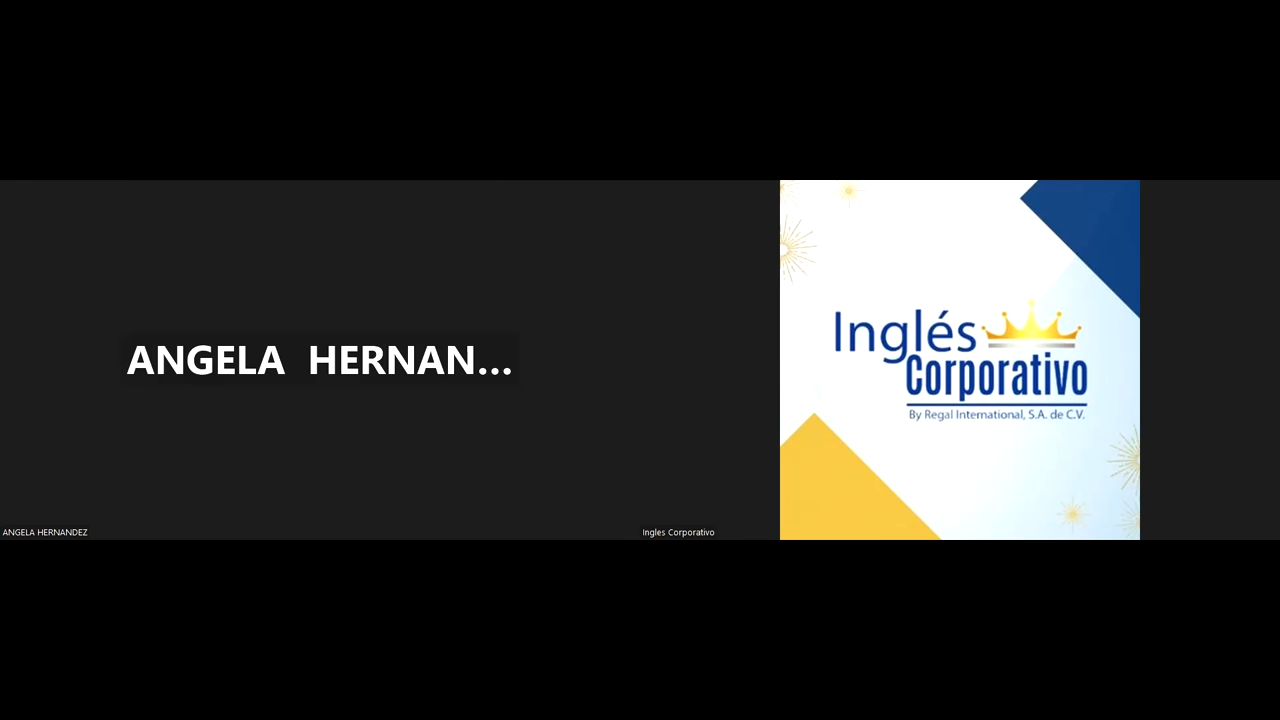 ANGELA HERNAN...
Inglés
Corporativo
By Regal International, S.A. de C.V.
ANGELA HERNANDEZ
Ingles Corporativo